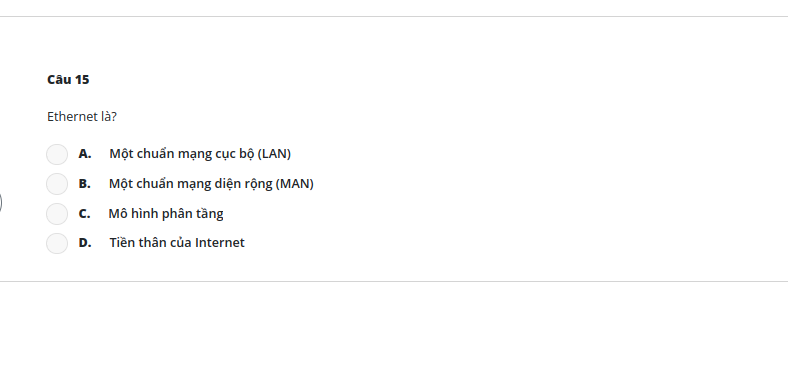 Câu 15
Ethernet là?
A. Một chuẩn mạng cục bộ (LAN)
B. Một chuẩn mạng diện rộng (MAN)
C. Mô hình phân tầng
D. Tiền thân của Internet